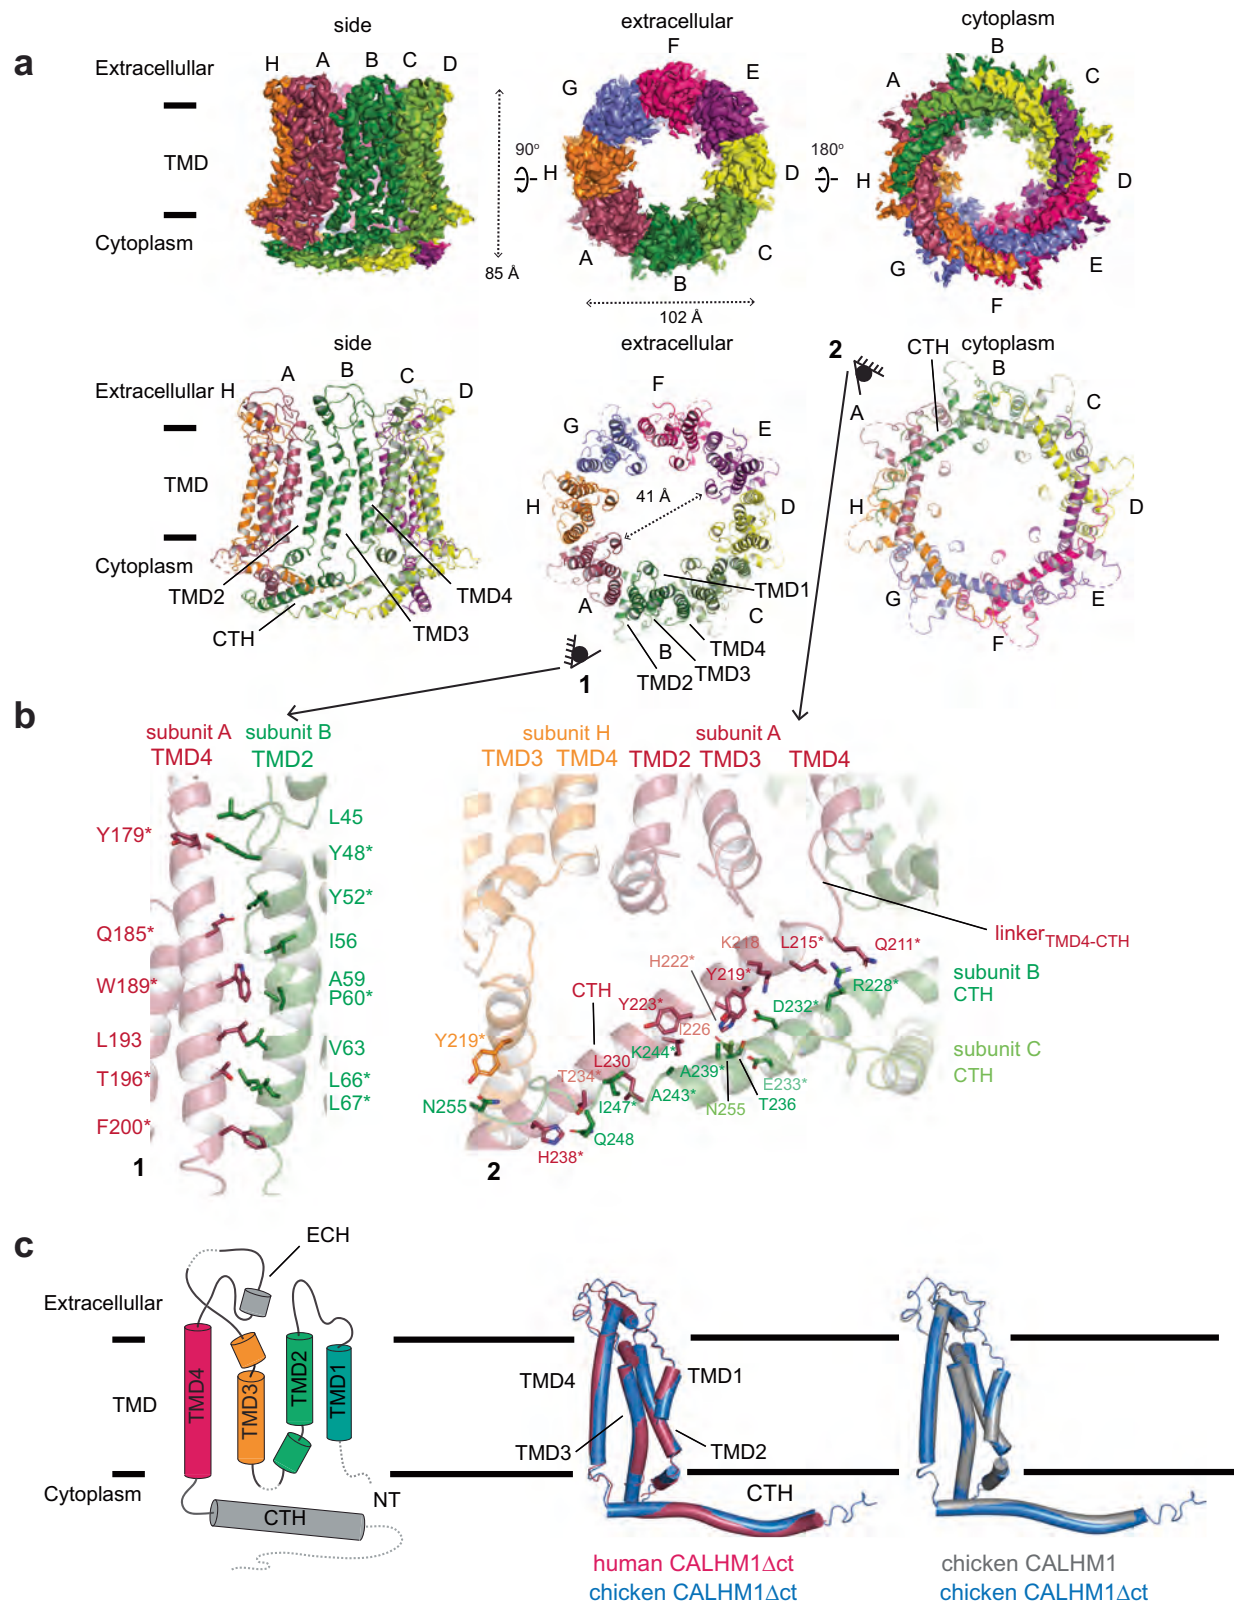 a
side
extracellular
cytoplasm
Extracellullar
TMD
Cytoplasm
H A B C D
85 Å
90°
F
G E
H D
A C
B
102 Å
180°
B
A C
H D
G E
F
side
extracellular
cytoplasm
Extracellullar
TMD
Cytoplasm
H A B C D
TMD2
CTH
TMD3
TMD4
F
G E
H 41 Å D
TMD1
A C
B
TMD4
TMD3
TMD2
1
2
CTH
B
A C
H D
G E
F
b
subunit A
TMD4
subunit B
TMD2
Y179*
Q185*
W189*
L193
T196*
F200*
L45
Y48*
Y52*
I56
A59
P60*
V63
L66*
L67*
1
subunit H
TMD3 TMD4
subunit A
TMD2 TMD3 TMD4
linkerTMD4-CTH
K218
L215*
Q211*
H222*
Y219*
R228*
subunit B
CTH
CTH
Y223*
D232*
I226
Y219*
K244*
L230
A239*
subunit C
CTH
T234*
E233*
N255
I247*
A243*
N255
T236
Q248
H238*
2
c
ECH
Extracellullar
TMD
Cytoplasm
TMD4
TMD3
TMD2
TMD1
NT
CTH
TMD4
TMD1
TMD3
TMD2
CTH
human CALHM1Δct
chicken CALHM1Δct
chicken CALHM1
chicken CALHM1Δct